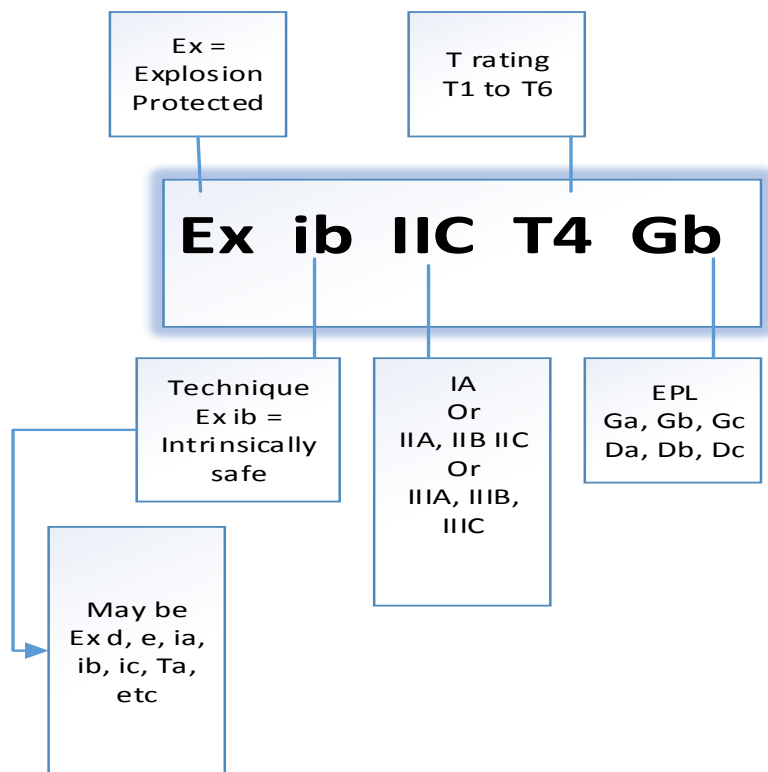 Ex =
Explosion
Protected
T rating
T1 to T6
Ex ib IIC T4 Gb
Technique
Ex ib =
Intrinsically
safe
IA
Or
IIA, IIB IIC
Or
IIIA, IIIB,
IIIC
EPL
Ga, Gb, Gc
Da, Db, Dc
May be
Ex d, e, ia,
ib, ic, Ta,
etc